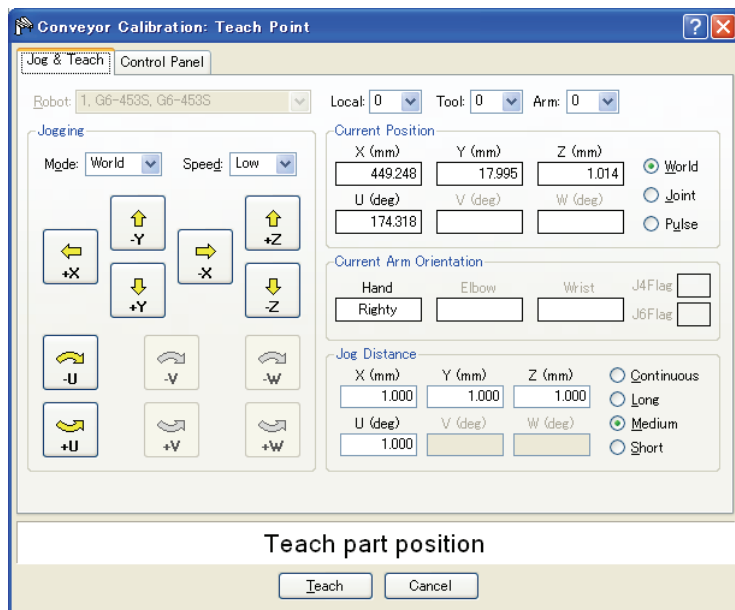 Conveyor Calibration: Teach Point
Jog & Teach Control Panel
Robot: 1, G6-453S, G6-453S Local: 0 Tool: 0 Arm: 0
Jogging
Mode: World Speed: Low
+X
-Y
+Y
-X
+Z
-Z
-U -V -W
+U +V +W
Current Position
X (mm) Y (mm) Z (mm)
449.248 17.995 1.014
U (deg) V (deg) W (deg)
174.318
World
Joint
Pulse
Current Arm Orientation
Hand Elbow Wrist J4Flag
Righty J6Flag
Jog Distance
X (mm) Y (mm) Z (mm)
1.000 1.000 1.000
U (deg) V (deg) W (deg)
1.000
Continuous
Long
Medium
Short
Teach part position
Teach Cancel